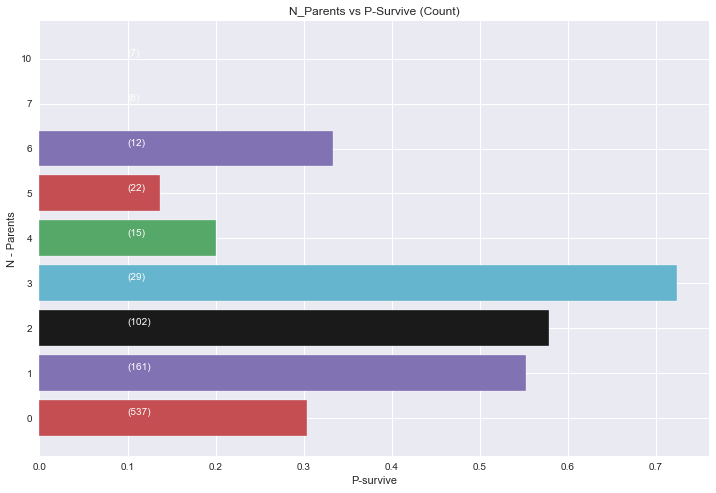 N_Parents vs P-Survive (Count)
10 (7)
7
6 (12)
5 (22)
4 (15)
3 (29)
2 (102)
1 (161)
0 (537)
N - Parents
0.0 0.1 0.2 0.3 0.4 0.5 0.6 0.7
P-survive